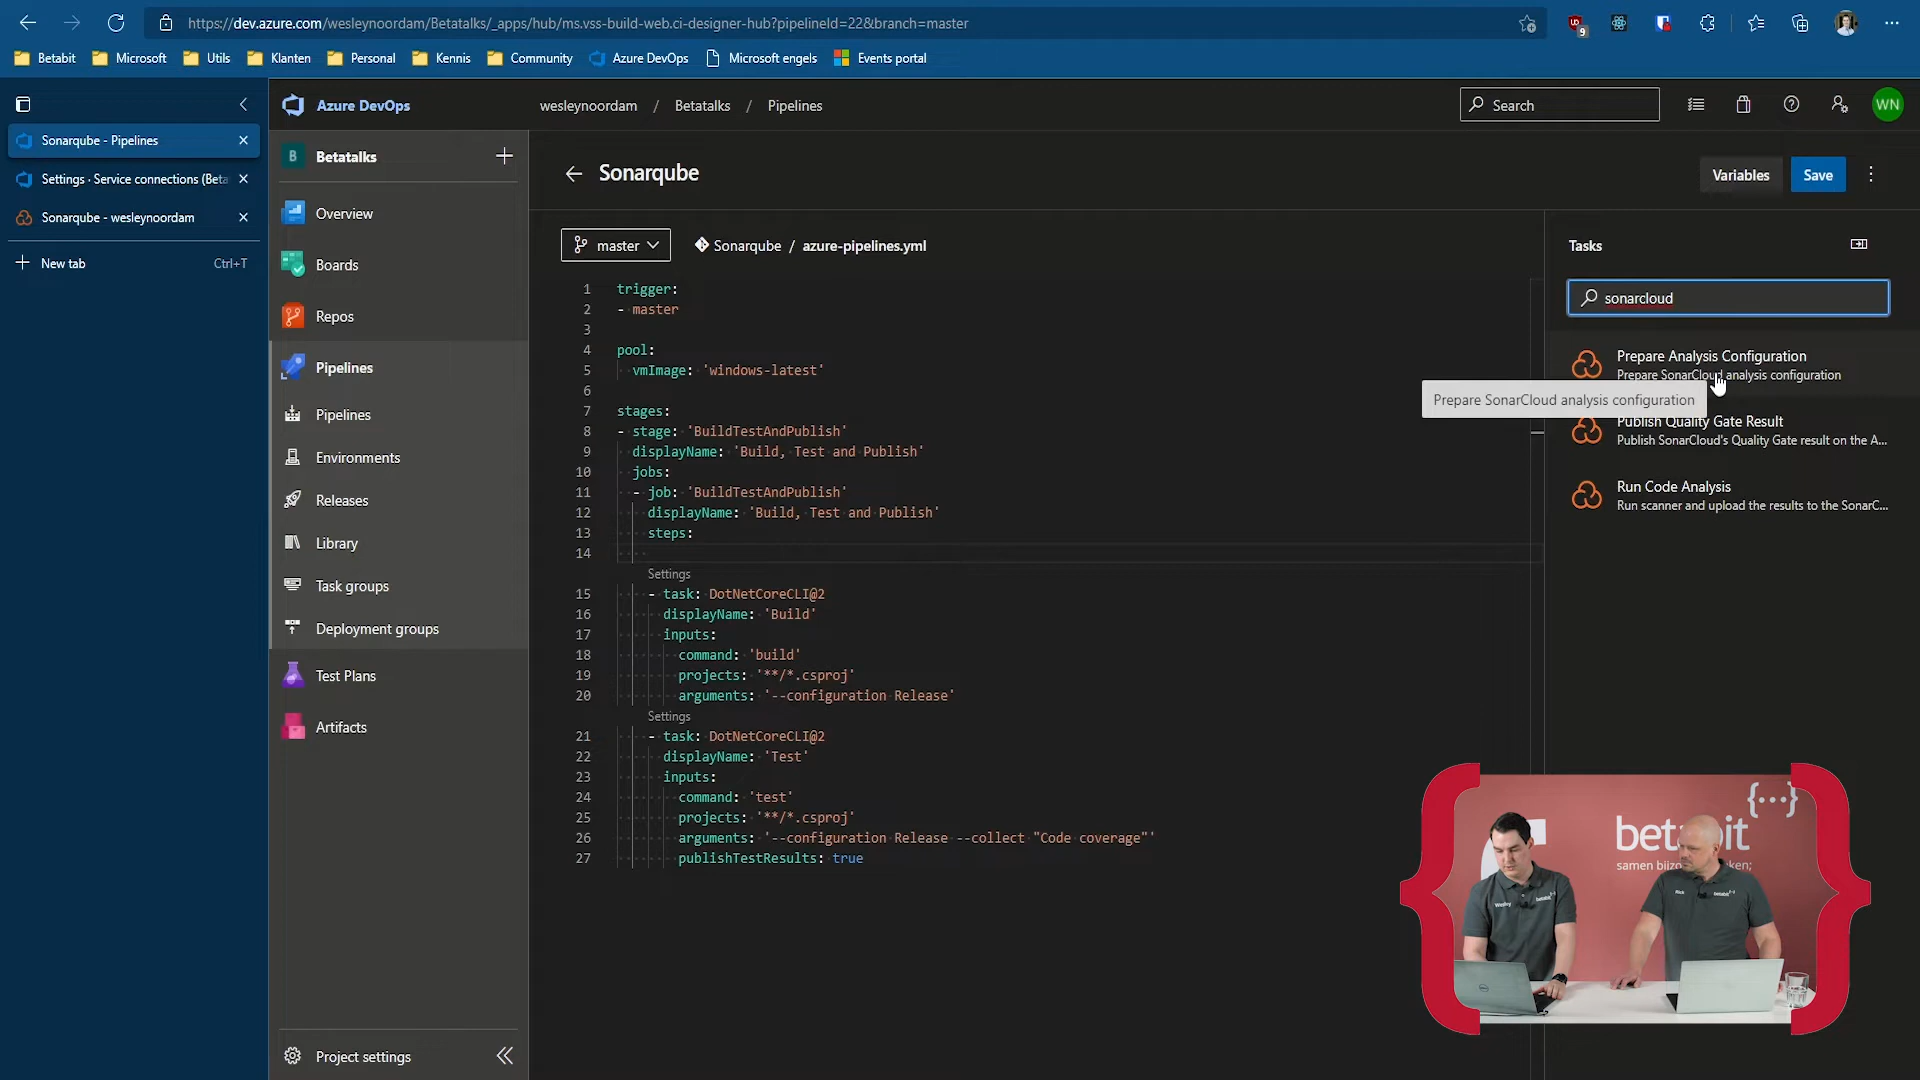 https://dev.azure.com/wesleynoordam/Betatalks/_apps/hub/ms.vss-build-web.ci-designer-hub?pipelineId=22&branch=master
9
Betabit
Microsoft
Utils
Klanten
Personal
Kennis
Community
Azure DevOps
Microsoft engels
Events portal
Sonarqube - Pipelines
Settings · Service connections (Beta
Sonarqube - wesleynoordam
New tab
Ctrl+T
Azure DevOps
wesleynoordam / Betatalks / Pipelines
Search
WN
B Betatalks
Overview
Boards
Repos
Pipelines
Pipelines
Environments
Releases
Library
Task groups
Deployment groups
Test Plans
Artifacts
Project settings
Sonarqube
Variables
Save
master
Sonarqube / azure-pipelines.yml
1 trigger:
2 - master
3
4 pool:
5 vmImage: 'windows-latest'
6
7 stages:
8 - stage: 'BuildTestAndPublish'
9 displayName: 'Build, Test and Publish'
10 jobs:
11 - job: 'BuildTestAndPublish'
12 displayName: 'Build, Test and Publish'
13 steps:
14
Settings
15 - task: DotNetCoreCLI@2
16 displayName: 'Build'
17 inputs:
18 command: 'build'
19 projects: '**/*.csproj'
20 arguments: '--configuration Release'
Settings
21 - task: DotNetCoreCLI@2
22 displayName: 'Test'
23 inputs:
24 command: 'test'
25 projects: '**/*.csproj'
26 arguments: '--configuration Release --collect "Code coverage"'
27 publishTestResults: true
Tasks
sonarcloud
Prepare Analysis Configuration
Prepare SonarCloud analysis configuration
Prepare SonarCloud analysis configuration
Publish Quality Gate Result
Publish SonarCloud's Quality Gate result on the A...
Run Code Analysis
Run scanner and upload the results to the SonarC...
{···}
samen
Wesley
betabit
Rick
betabit